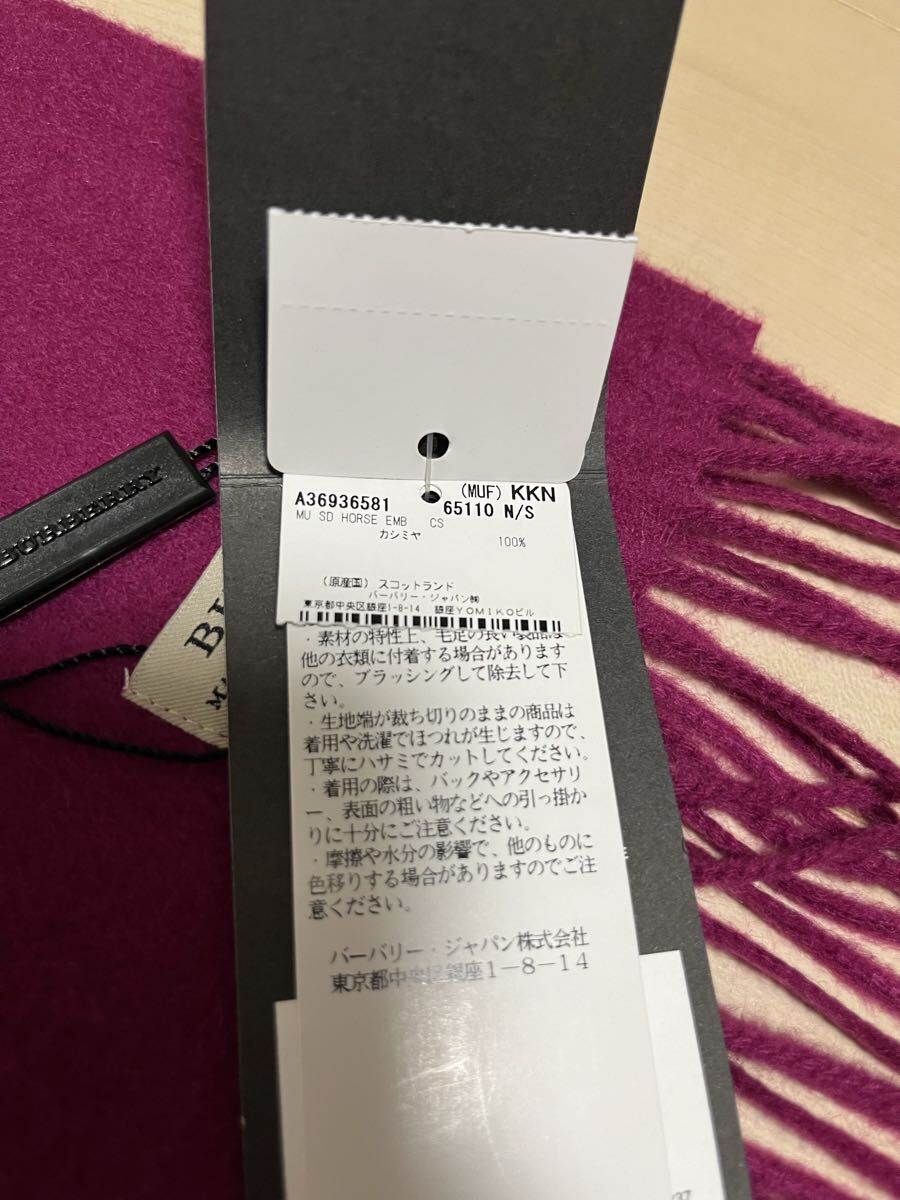 (MUF) KKN
A36936581 65110 N/S
MU SD HORSE EMB CS
カシミヤ 100%
(原産国) スコットランド
バーバリー・ジャパン㈱
東京都中央区銀座1-8-14 銀座YOMIKOビル
・素材の特性上、毛足の長い製品は
他の衣類に付着する場合があります
ので、ブラッシングして除去して下
さい。
・生地端が裁ち切りのままの商品は
着用や洗濯でほつれが生じますので、
丁寧にハサミでカットしてください。
・着用の際は、バックやアクセサリ
ー、表面の粗い物などへの引っ掛か
りに十分にご注意ください。
・摩擦や水分の影響で、他のものに
色移りする場合がありますのでご注
意ください。
バーバリー・ジャパン株式会社
東京都中央区銀座1-8-14
BURBERRY